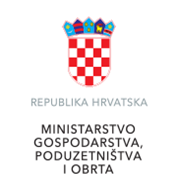 REPUBLIKA HRVATSKA
MINISTARSTVO
GOSPODARSTVA,
PODUZETNIŠTVA
I OBRTA